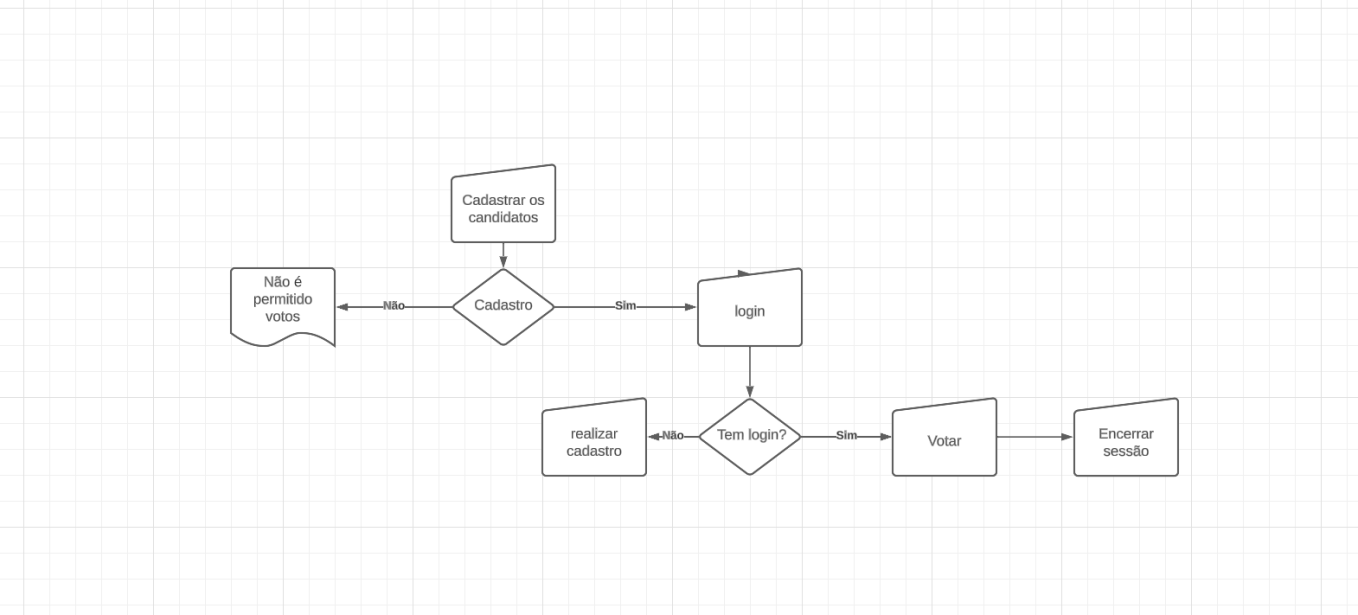 Cadastrar os
candidatos
Não é
permitido
votos
Não
Cadastro
Sim
login
realizar
cadastro
Não
Tem login?
Sim
Votar
Encerrar
sessão